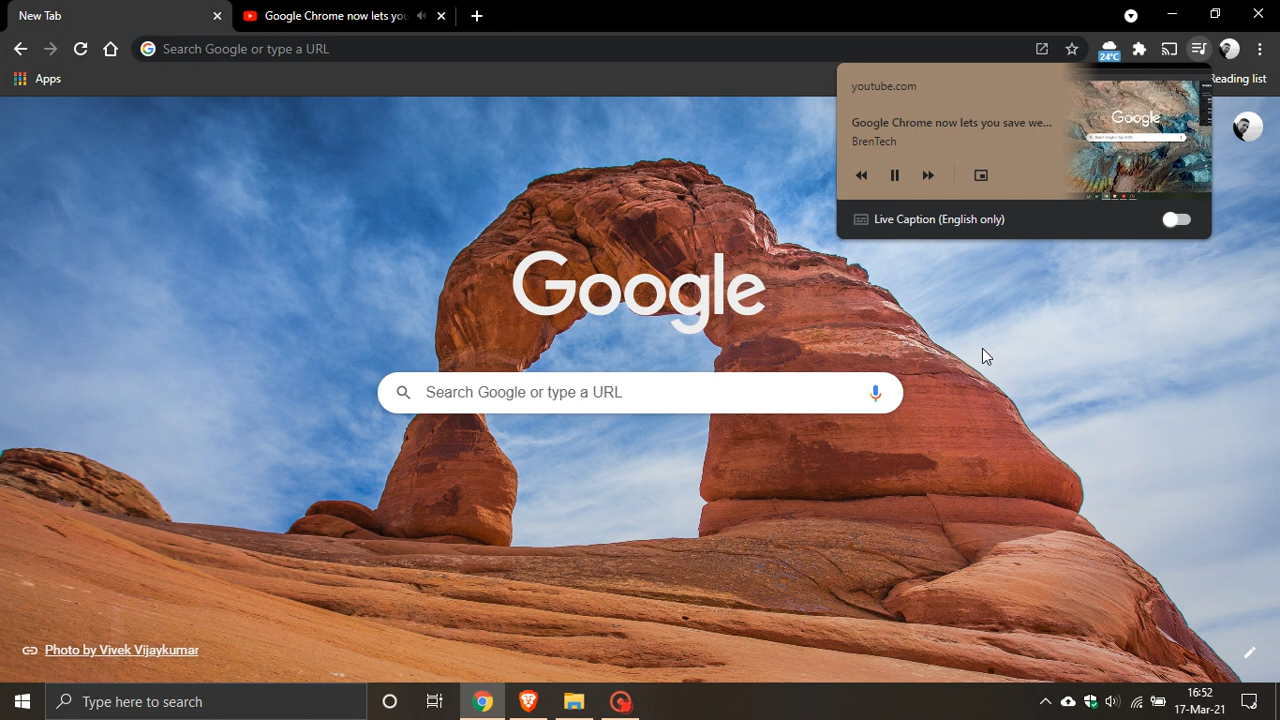 New Tab
Google Chrome now lets you
Search Google or type a URL
24°C
Apps
Reading list
youtube.com
Google Chrome now lets you save we...
BrenTech
Google
Live Caption (English only)
Google
Search Google or type a URL
Photo by Vivek Vijaykumar
Type here to search
16:52
17-Mar-21